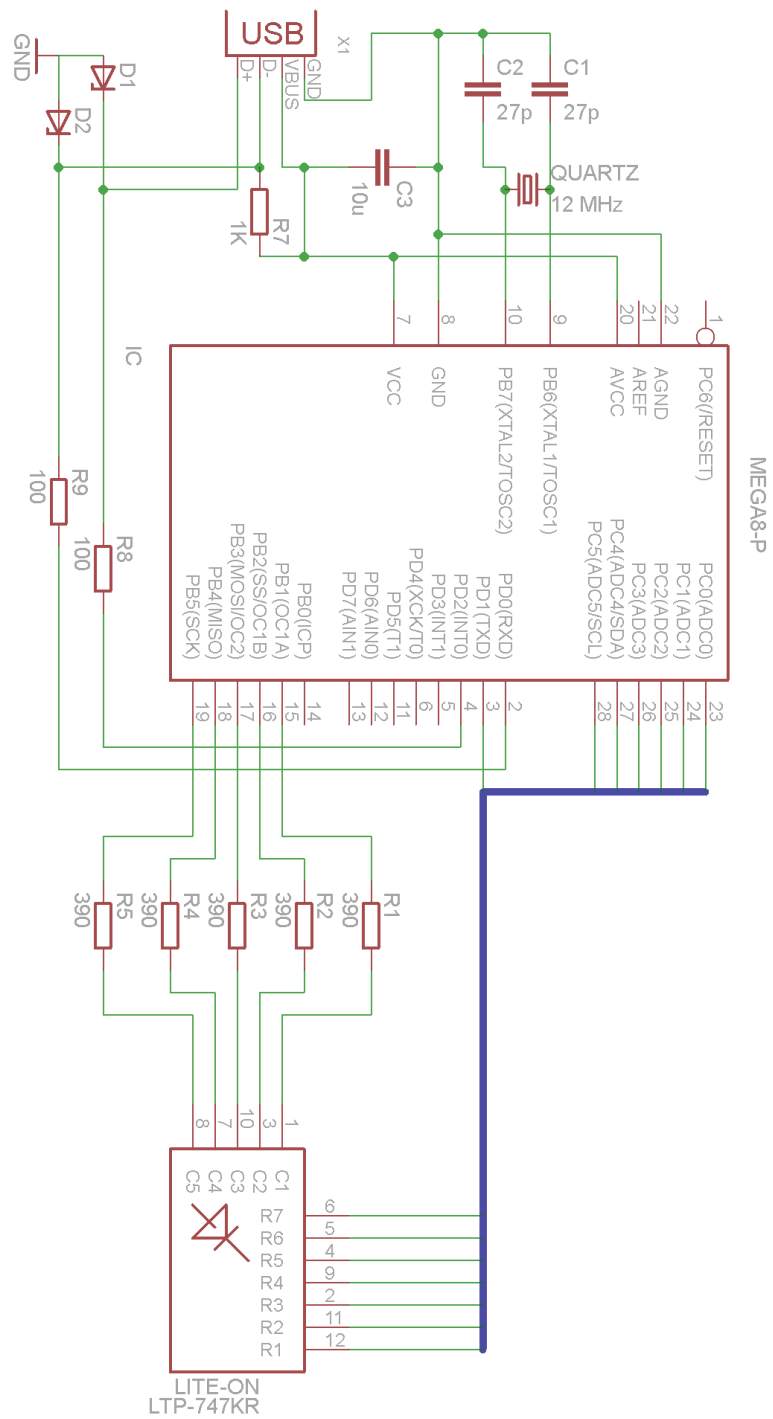 USB
X1
GND
D1
D2
D+
D-
VBUS
GND
C2
27p
C1
27p
QUARTZ
12 MHz
C3
10u
R7
1K
IC
7
8
10
9
20
21
22
1
VCC
GND
PB7(XTAL2/TOSC2)
PB6(XTAL1/TOSC1)
AVCC
AREF
AGND
PC6(/RESET)
MEGA8-P
R9
100
R8
100
PB5(SCK)
PB4(MISO)
PB3(MOSI/OC2)
PB2(SS/OC1B)
PB1(OC1A)
PB0(ICP)
PD7(AIN1)
PD6(AIN0)
PD5(T1)
PD4(XCK/T0)
PD3(INT1)
PD2(INT0)
PD1(TXD)
PD0(RXD)
PC5(ADC5/SCL)
PC4(ADC4/SDA)
PC3(ADC3)
PC2(ADC2)
PC1(ADC1)
PC0(ADC0)
19
18
17
16
15
14
13
12
11
6
5
4
3
2
28
27
26
25
24
23
390
R5
390
R4
390
R3
390
R2
390
R1
8
7
10
3
1
C5
C4
C3
C2
C1
R7
6
R6
5
R5
4
R4
9
R3
2
R2
11
R1
12
LITE-ON
LTP-747KR